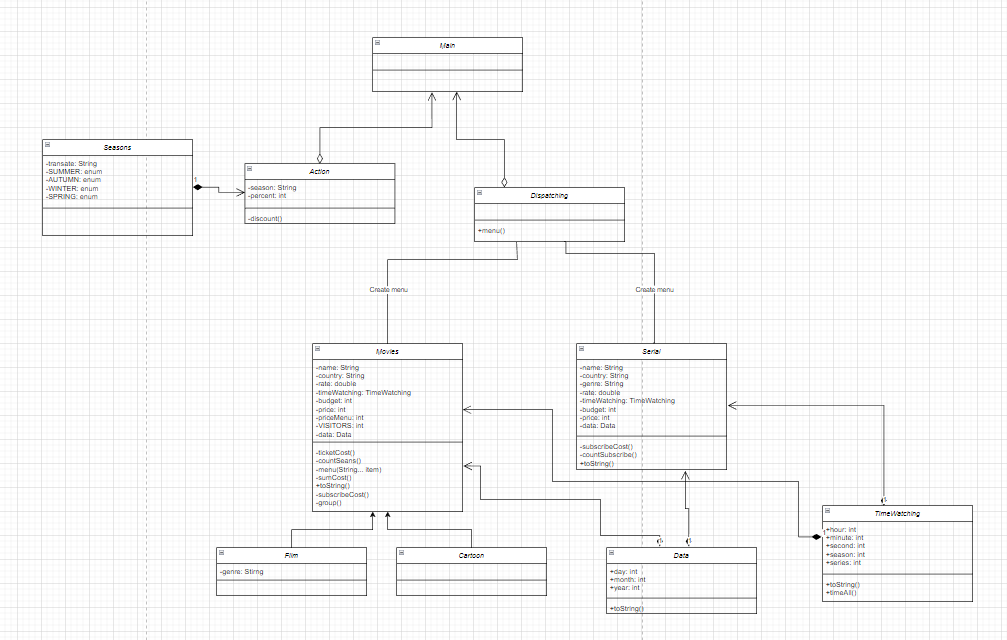 Main
Seasons
-transate: String
-SUMMER: enum
-AUTUMN: enum
-WINTER: enum
-SPRING: enum
1
Action
-season: String
-percent: int
-discount()
Dispatching
+menu()
Create menu
Create menu
Movies
-name: String
-country: String
-rate: double
-timeWatching: TimeWatching
-budget: int
-price: int
-priceMenu: int
-VISITORS: int
-data: Data
-ticketCost()
-countSeans()
-menu(String... item)
-sumCost()
+toString()
-subscribeCost()
-group()
Serial
-name: String
-country: String
-genre: String
-rate: double
-timeWatching: TimeWatching
-budget: int
-price: int
-data: Data
-subscribeCost()
-countSubscribe()
+toString()
Film
-genre: Stirng
Cartoon
1
1
Data
+day: int
+month: int
+year: int
+toString()
1
1
TimeWatching
+hour: int
+minute: int
+second: int
+season: int
+series: int
+toString()
+timeAll()